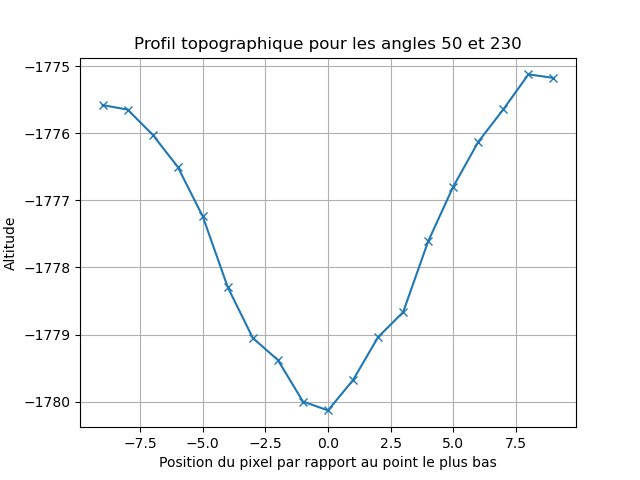 Profil topographique pour les angles 50 et 230
−1775
−1776
−1777
−1778
−1779
−1780
Altitude
−7.5 −5.0 −2.5 0.0 2.5 5.0 7.5
Position du pixel par rapport au point le plus bas